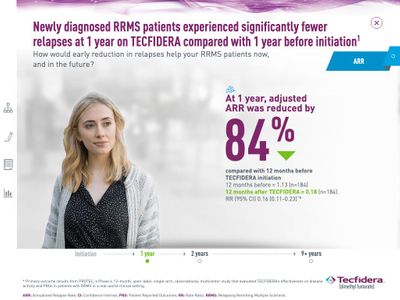 Newly diagnosed RRMS patients experienced significantly fewer
relapses at 1 year on TECFIDERA compared with 1 year before initiation¹
How would early reduction in relapses help your RRMS patients now,
and in the future?
ARR
At 1 year, adjusted
ARR was reduced by
84%
compared with 12 months before
TECFIDERA initiation
12 months before = 1.13 (n=184)
12 months after TECFIDERA = 0.18 (n=184)
RR (95% CI) 0.16 (0.11–0.23)¹*
Initiation
1 year
2 years
9+ years
* Primary outcome results from PROTEC; a Phase 4, 12-month, open-label, single-arm, observational, multicenter study that evaluated TECFIDERA's effectiveness on disease
activity and PROs in patients with RRMS in a real-world clinical setting.
ARR: Annualized Relapse Rate; CI: Confidence Interval; PRO: Patient Reported Outcomes; RR: Rate Ratio; RRMS: Relapsing Remitting Multiple Sclerosis.
Tecfidera
(dimethyl fumarate)